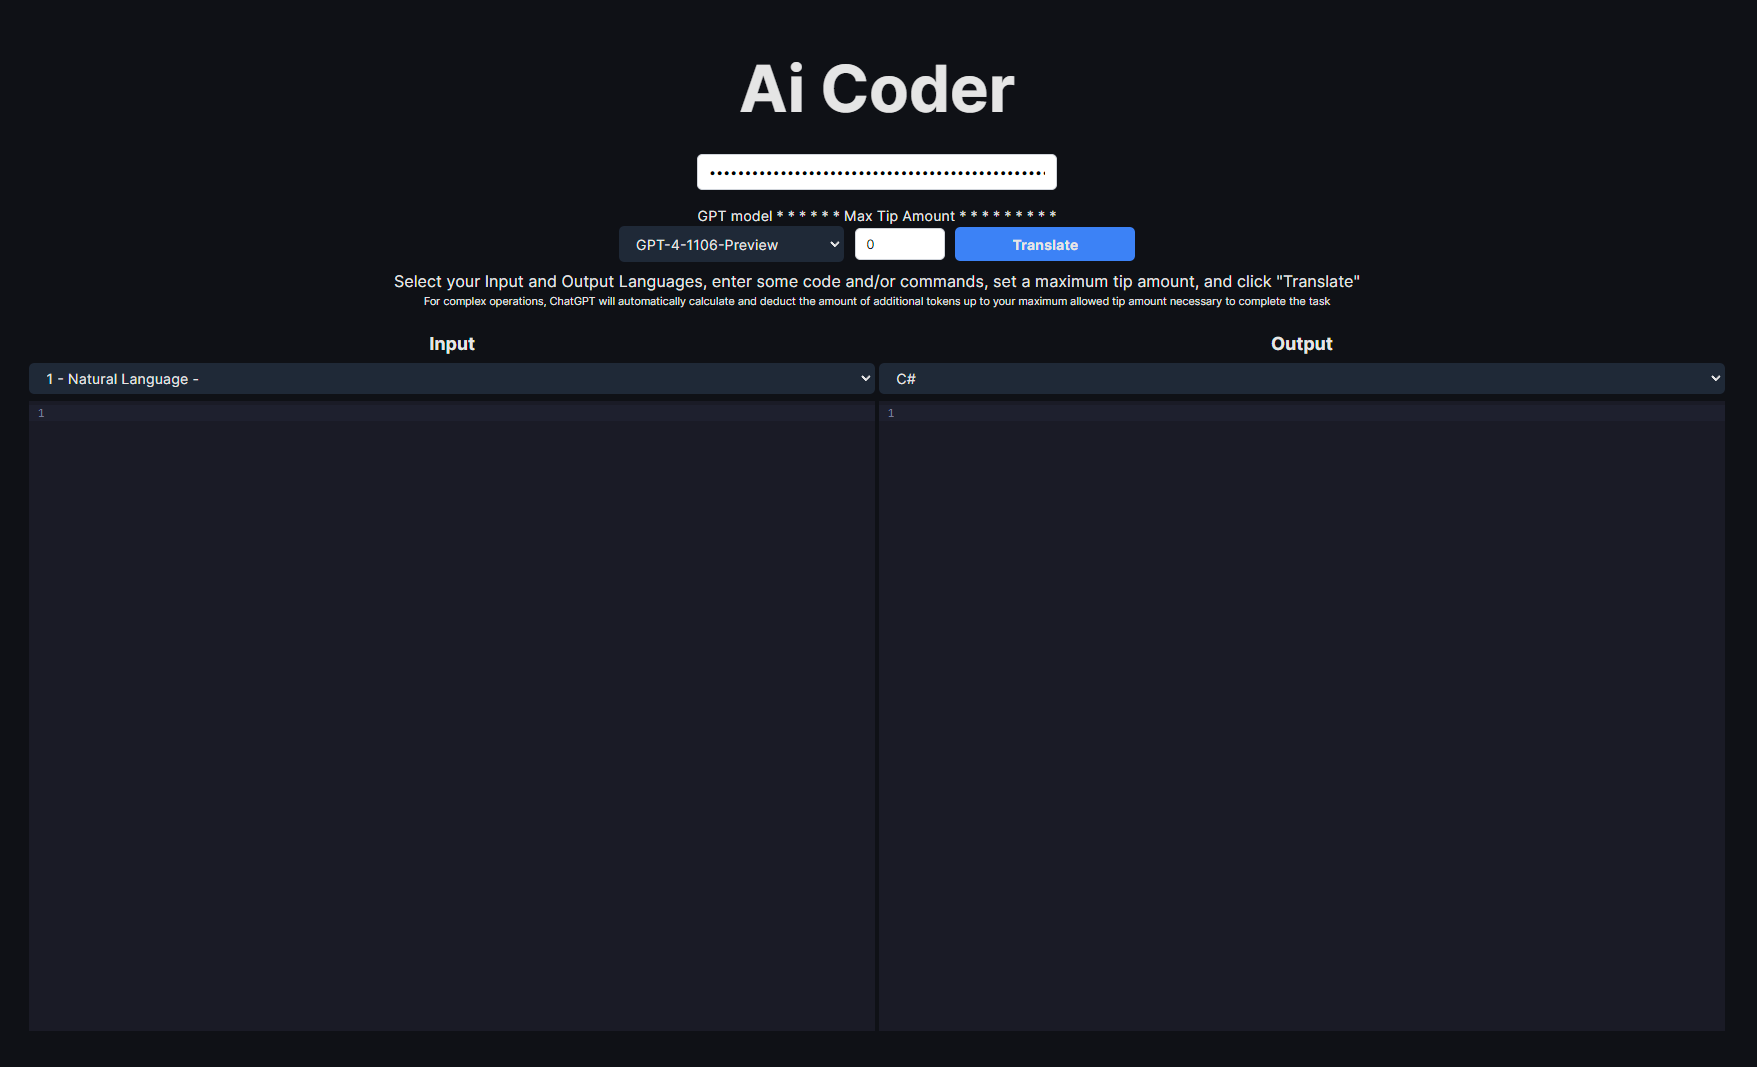 Ai Coder
••••••••••••••••••••••••••••••••••••••••••••••••
GPT model * * * * * * Max Tip Amount * * * * * * * * *
GPT-4-1106-Preview 0 Translate
Select your Input and Output Languages, enter some code and/or commands, set a maximum tip amount, and click "Translate"
For complex operations, ChatGPT will automatically calculate and deduct the amount of additional tokens up to your maximum allowed tip amount necessary to complete the task
Input Output
1 - Natural Language - C#
1 1